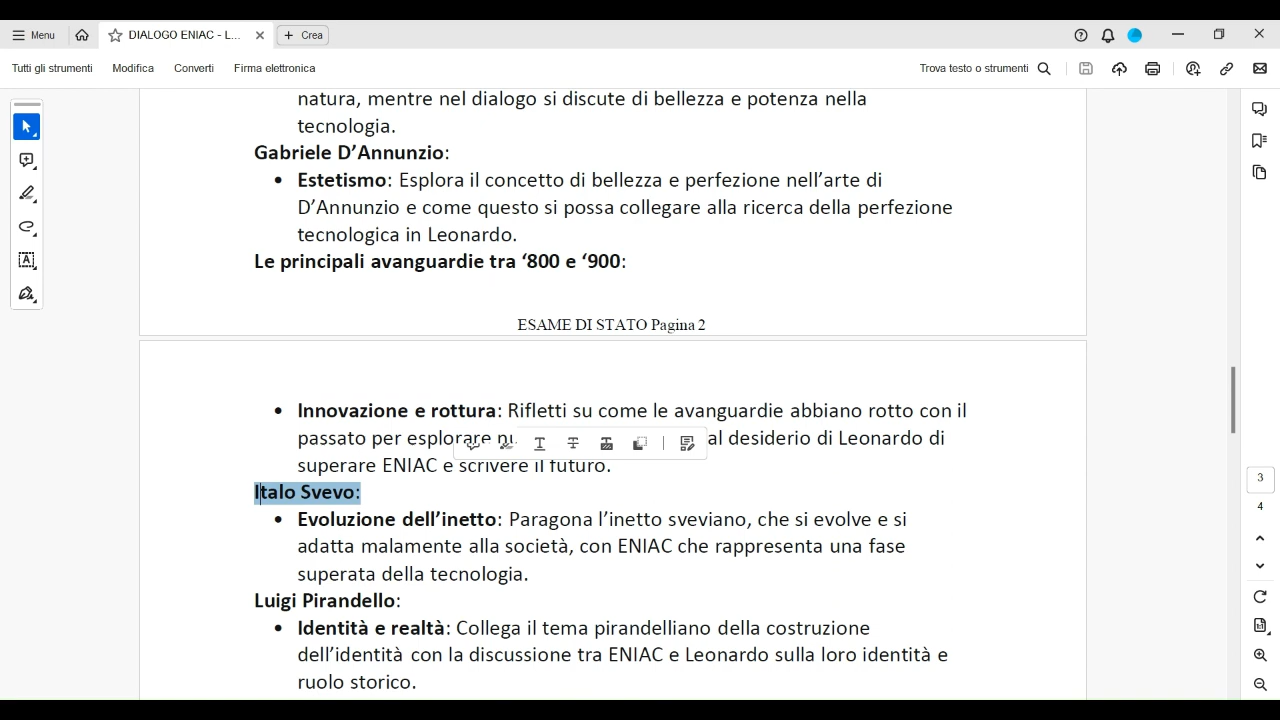 Menu
DIALOGO ENIAC - L...
Crea
Tutti gli strumenti
Modifica
Converti
Firma elettronica
Trova testo o strumenti
natura, mentre nel dialogo si discute di bellezza e potenza nella
tecnologia.
Gabriele D’Annunzio:
• Estetismo: Esplora il concetto di bellezza e perfezione nell’arte di
D’Annunzio e come questo si possa collegare alla ricerca della perfezione
tecnologica in Leonardo.
Le principali avanguardie tra ‘800 e ‘900:
ESAME DI STATO Pagina 2
• Innovazione e rottura: Rifletti su come le avanguardie abbiano rotto con il
passato per esplorare al desiderio di Leonardo di
superare ENIAC e scrivere il futuro.
Italo Svevo:
• Evoluzione dell’inetto: Paragona l’inetto sveviano, che si evolve e si
adatta malamente alla società, con ENIAC che rappresenta una fase
superata della tecnologia.
Luigi Pirandello:
• Identità e realtà: Collega il tema pirandelliano della costruzione
dell’identità con la discussione tra ENIAC e Leonardo sulla loro identità e
ruolo storico.
3
4